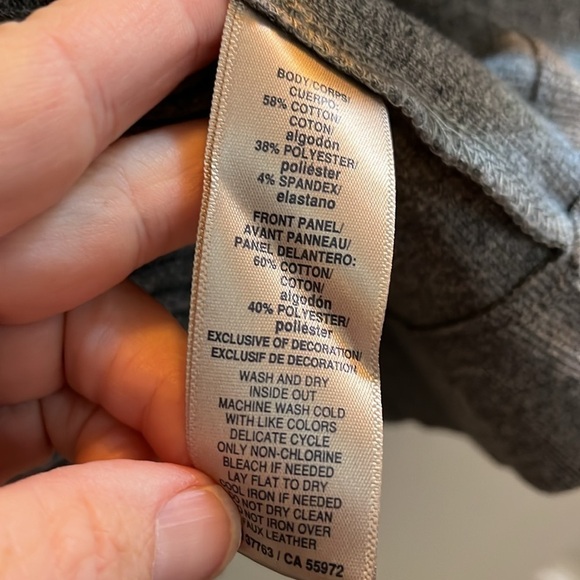 BODY/CORPS/
CUERPO:
58% COTTON/
COTON/
algodón
38% POLYESTER/
poliéster
4% SPANDEX/
elastano
FRONT PANEL/
AVANT PANNEAU/
PANEL DELANTERO:
60% COTTON/
COTON/
algodón
40% POLYESTER/
poliéster
EXCLUSIVE OF DECORATION/
EXCLUSIF DE DECORATION
WASH AND DRY
INSIDE OUT
MACHINE WASH COLD
WITH LIKE COLORS
DELICATE CYCLE
ONLY NON-CHLORINE
BLEACH IF NEEDED
LAY FLAT TO DRY
COOL IRON IF NEEDED
DO NOT DRY CLEAN
DO NOT IRON OVER
FAUX LEATHER
37763 / CA 55972